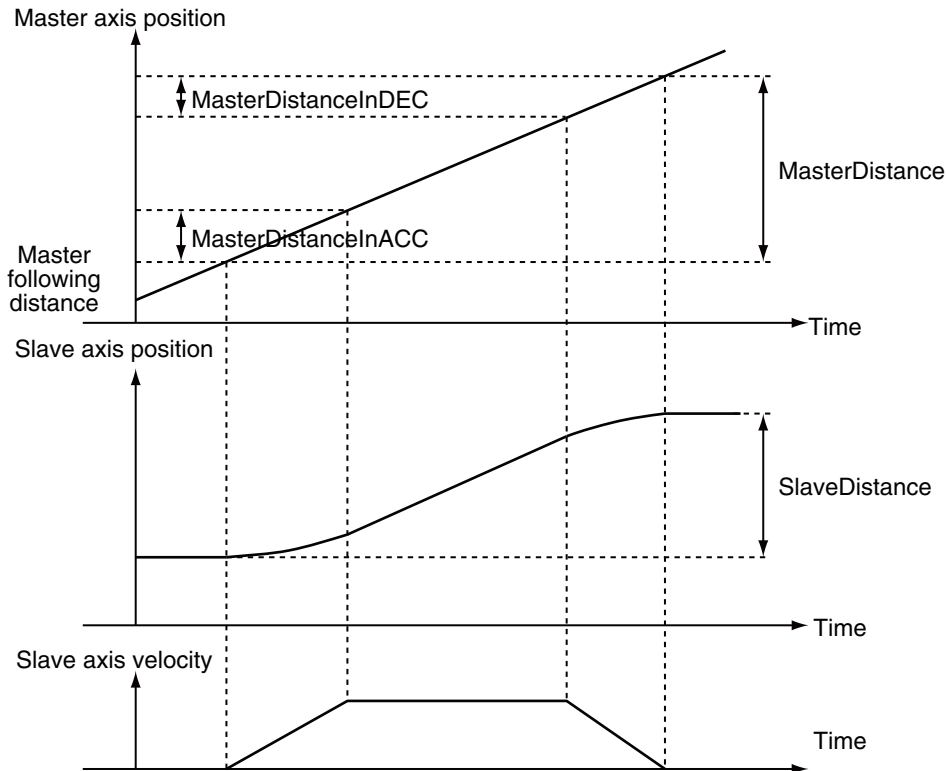 Master axis position
MasterDistanceInDEC
MasterDistance
MasterDistanceInACC
Master
following
distance
Time
Slave axis position
SlaveDistance
Time
Slave axis velocity
Time